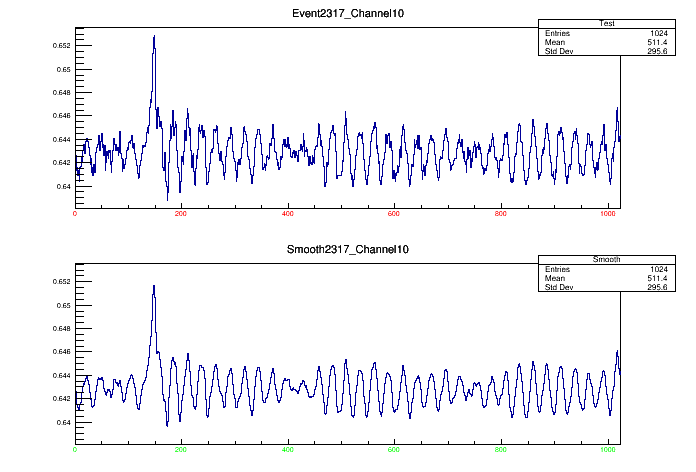 Event2317_Channel10
Test
Entries 1024
Mean 511.4
Std Dev 295.6
0.652
0.65
0.648
0.646
0.644
0.642
0.64
0 200 400 600 800 1000
Smooth2317_Channel10
Smooth
Entries 1024
Mean 511.4
Std Dev 295.6
0.652
0.65
0.648
0.646
0.644
0.642
0.64
0 200 400 600 800 1000